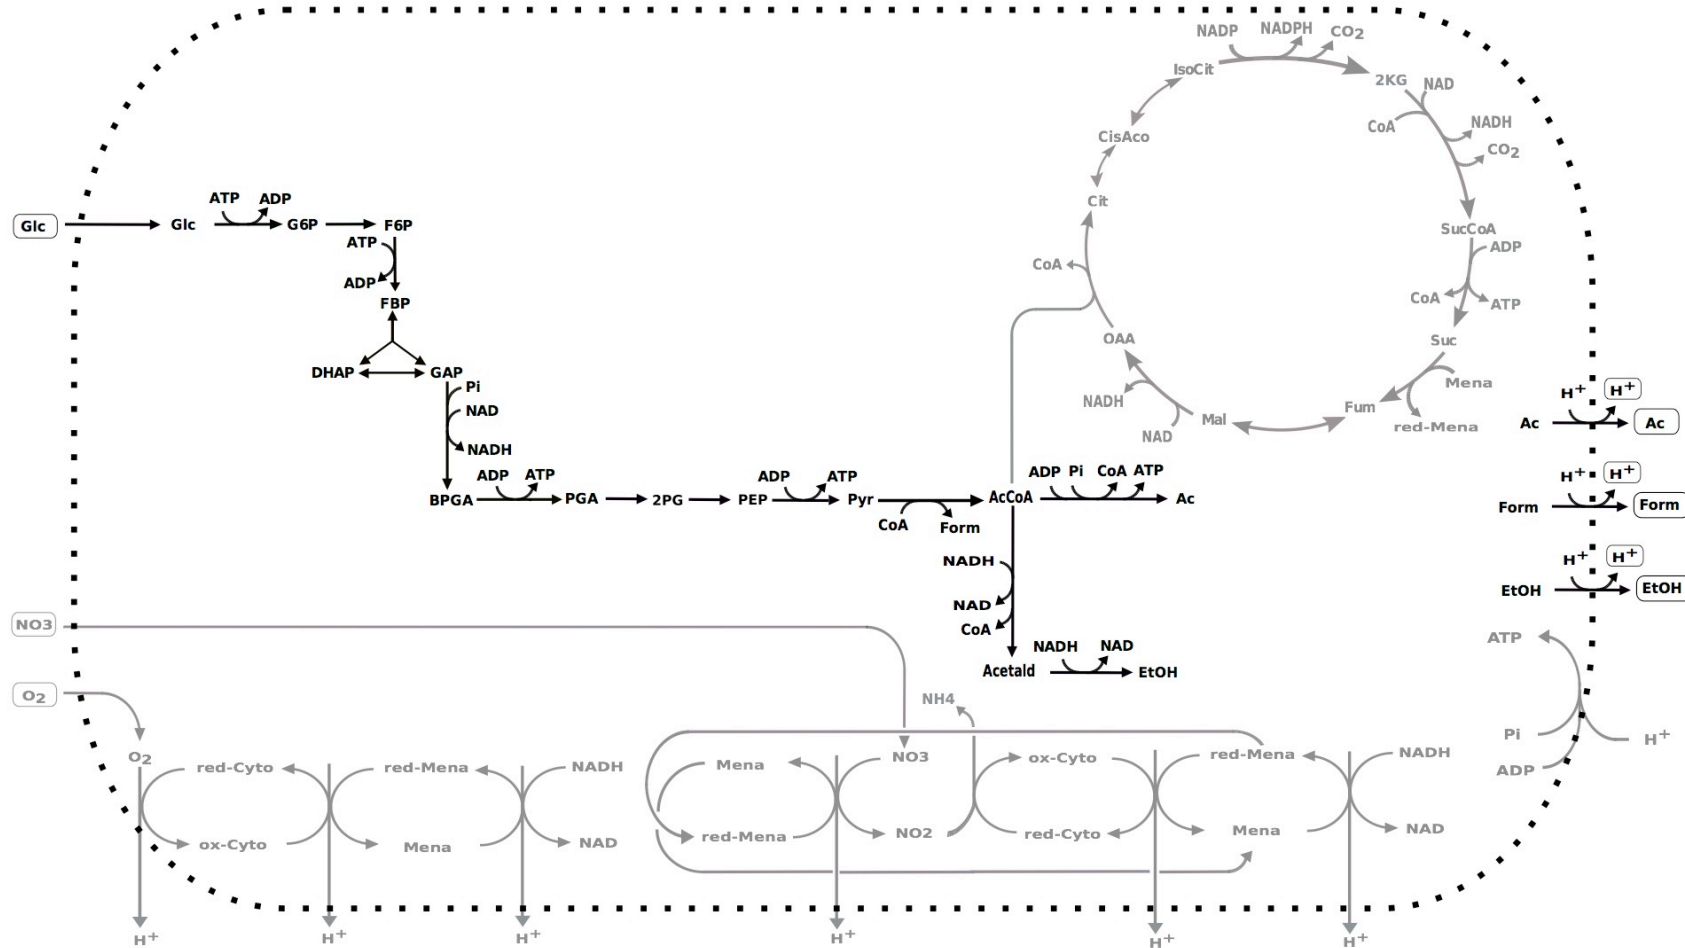 NADP NADPH CO2
IsoCit
2KG
NAD
CoA
NADH
CO2
CisAco
Cit
SucCoA
ADP
CoA
CoA
ATP
OAA
Suc
Mena
NADH
Fum
Mal
red-Mena
NAD
Glc
Glc
ATP ADP
G6P
F6P
ATP
ADP
FBP
DHAP
GAP
Pi
NAD
NADH
BPGA
ADP ATP
PGA
2PG
PEP
ADP ATP
Pyr
CoA Form
AcCoA
ADP Pi CoA ATP
Ac
NADH
NAD
CoA
Acetald
NADH NAD
EtOH
H+ H+
Ac
Ac
H+ H+
Form
Form
H+ H+
EtOH
EtOH
NO3
O2
ATP
Pi
H+
ADP
O2
red-Cyto
red-Mena
NADH
ox-Cyto
Mena
NAD
H+
H+
H+
NH4
Mena
NO3
ox-Cyto
red-Mena
NADH
red-Mena
NO2
red-Cyto
Mena
NAD
H+
H+
H+